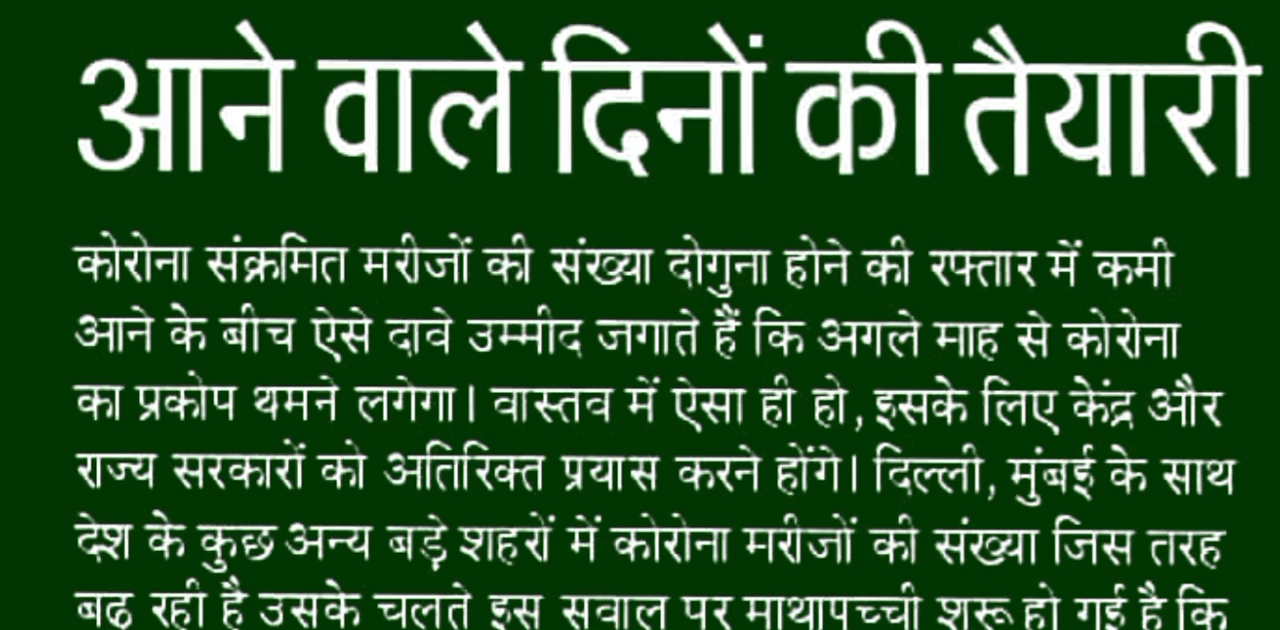 आने वाले दिनों की तैयारी
कोरोना संक्रमित मरीजों की संख्या दोगुना होने की रफ्तार में कमी
आने के बीच ऐसे दावे उम्मीद जगाते हैं कि अगले माह से कोरोना
का प्रकोप थमने लगेगा। वास्तव में ऐसा ही हो, इसके लिए केंद्र और
राज्य सरकारों को अतिरिक्त प्रयास करने होंगे। दिल्ली, मुंबई के साथ
देश के कुछ अन्य बड़े शहरों में कोरोना मरीजों की संख्या जिस तरह
बढ़ रही है उसके चलते इस सवाल पर माथापच्ची शुरू हो गई है कि